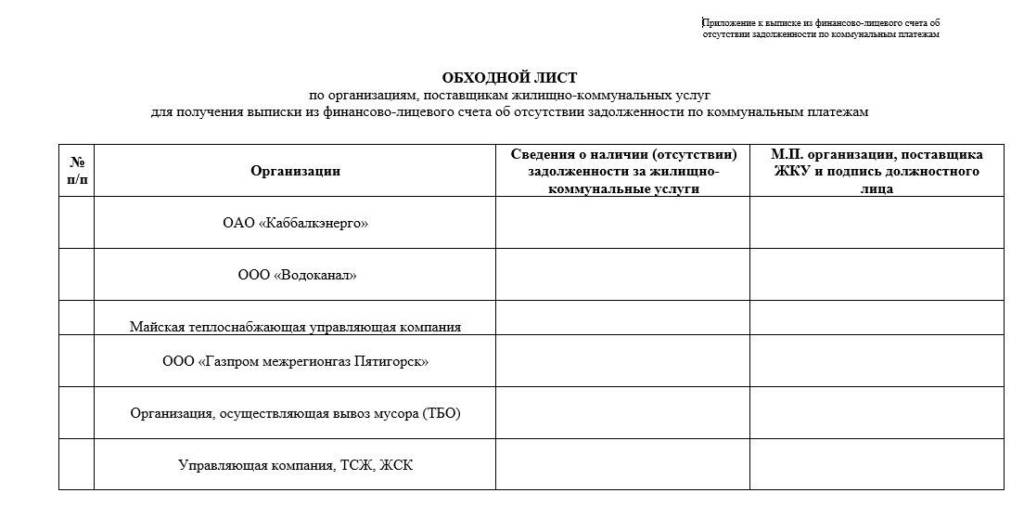 Приложение к выписке из финансово-лицевого счета об
отсутствии задолженности по коммунальным платежам
ОБХОДНОЙ ЛИСТ
по организациям, поставщикам жилищно-коммунальных услуг
для получения выписки из финансово-лицевого счета об отсутствии задолженности по коммунальным платежам
№
п/п
Организации
Сведения о наличии (отсутствии)
задолженности за жилищно-
коммунальные услуги
М.П. организации, поставщика
ЖКУ и подпись должностного
лица
ОАО «Каббалкэнерго»
ООО «Водоканал»
Майская теплоснабжающая управляющая компания
ООО «Газпром межрегионгаз Пятигорск»
Организация, осуществляющая вывоз мусора (ТБО)
Управляющая компания, ТСЖ, ЖСК